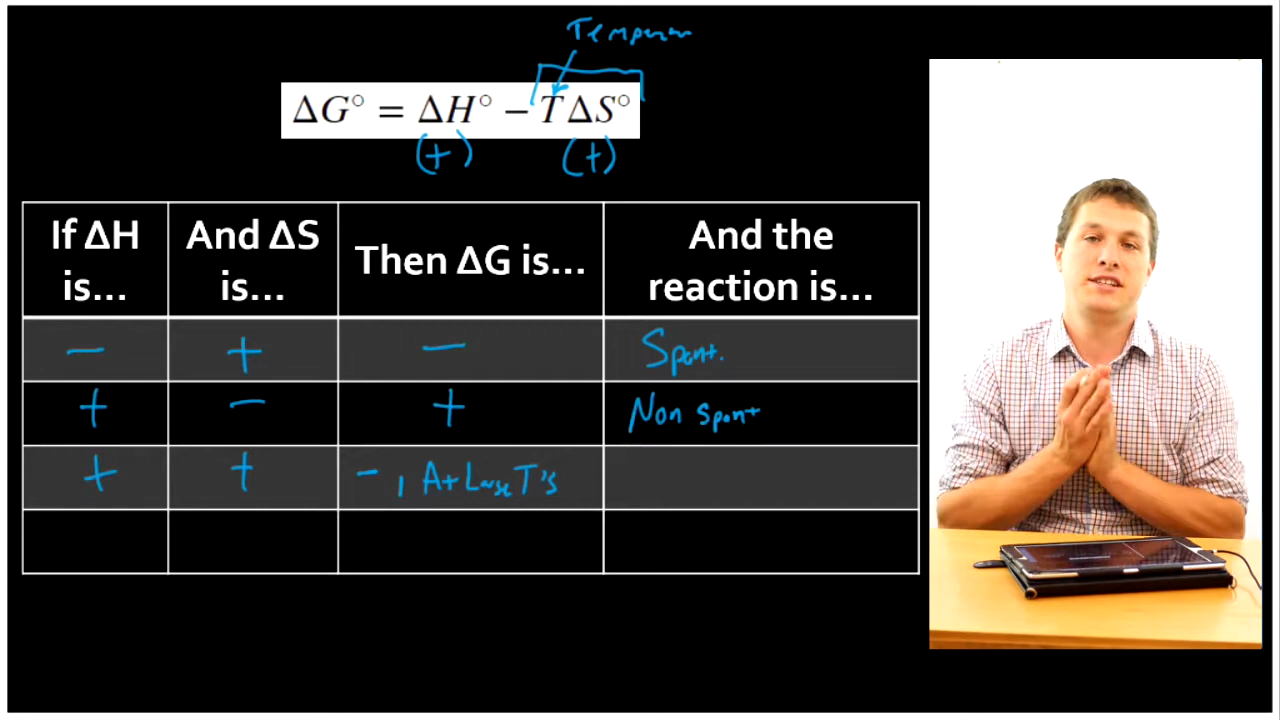 Temperar
ΔG° = ΔH° − TΔS°
(+) (+)
If ΔH is... And ΔS is... Then ΔG is... And the reaction is...
− + − Spont.
+ − + Non spont
+ + − , At Large T's